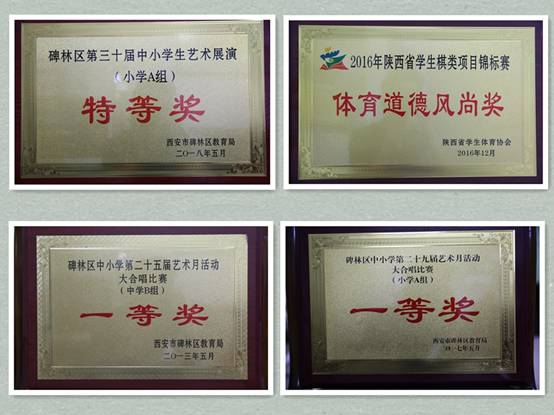 碑林区第三十届中小学生艺术展演
（小学A组）
特等奖
西安市碑林区教育局
二〇一八年五月
2016年陕西省学生棋类项目锦标赛
体育道德风尚奖
陕西省学生体育协会
2016年12月
碑林区中小学第二十五届艺术月活动
大合唱比赛
（中学B组）
一等奖
西安市碑林区教育局
二〇一三年五月
碑林区中小学第二十九届艺术月活动
大合唱比赛
（小学A组）
一等奖
西安市碑林区教育局
二〇一七年五月